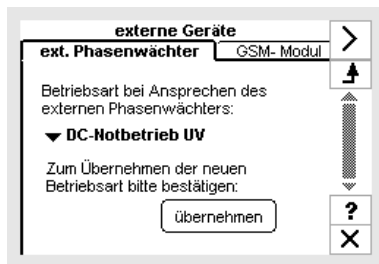 externe Geräte
ext. Phasenwächter
GSM- Modul
Betriebsart bei Ansprechen des
externen Phasenwächters:
DC-Notbetrieb UV
Zum Übernehmen der neuen
Betriebsart bitte bestätigen:
übernehmen
?